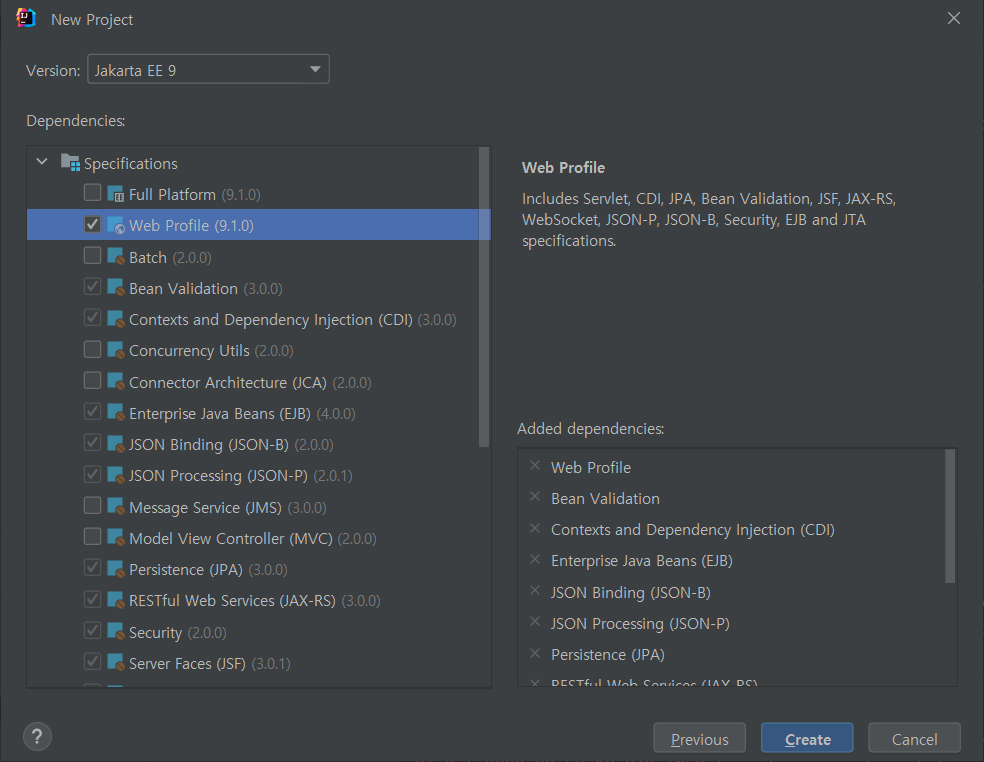 New Project
Version: Jakarta EE 9
Dependencies:
Specifications
Full Platform (9.1.0)
Web Profile (9.1.0)
Batch (2.0.0)
Bean Validation (3.0.0)
Contexts and Dependency Injection (CDI) (3.0.0)
Concurrency Utils (2.0.0)
Connector Architecture (JCA) (2.0.0)
Enterprise Java Beans (EJB) (4.0.0)
JSON Binding (JSON-B) (2.0.0)
JSON Processing (JSON-P) (2.0.1)
Message Service (JMS) (3.0.0)
Model View Controller (MVC) (2.0.0)
Persistence (JPA) (3.0.0)
RESTful Web Services (JAX-RS) (3.0.0)
Security (2.0.0)
Server Faces (JSF) (3.0.1)
Web Profile
Includes Servlet, CDI, JPA, Bean Validation, JSF, JAX-RS,
WebSocket, JSON-P, JSON-B, Security, EJB and JTA
specifications.
Added dependencies:
Web Profile
Bean Validation
Contexts and Dependency Injection (CDI)
Enterprise Java Beans (EJB)
JSON Binding (JSON-B)
JSON Processing (JSON-P)
Persistence (JPA)
RESTful Web Services (JAX-RS)
? Previous Create Cancel